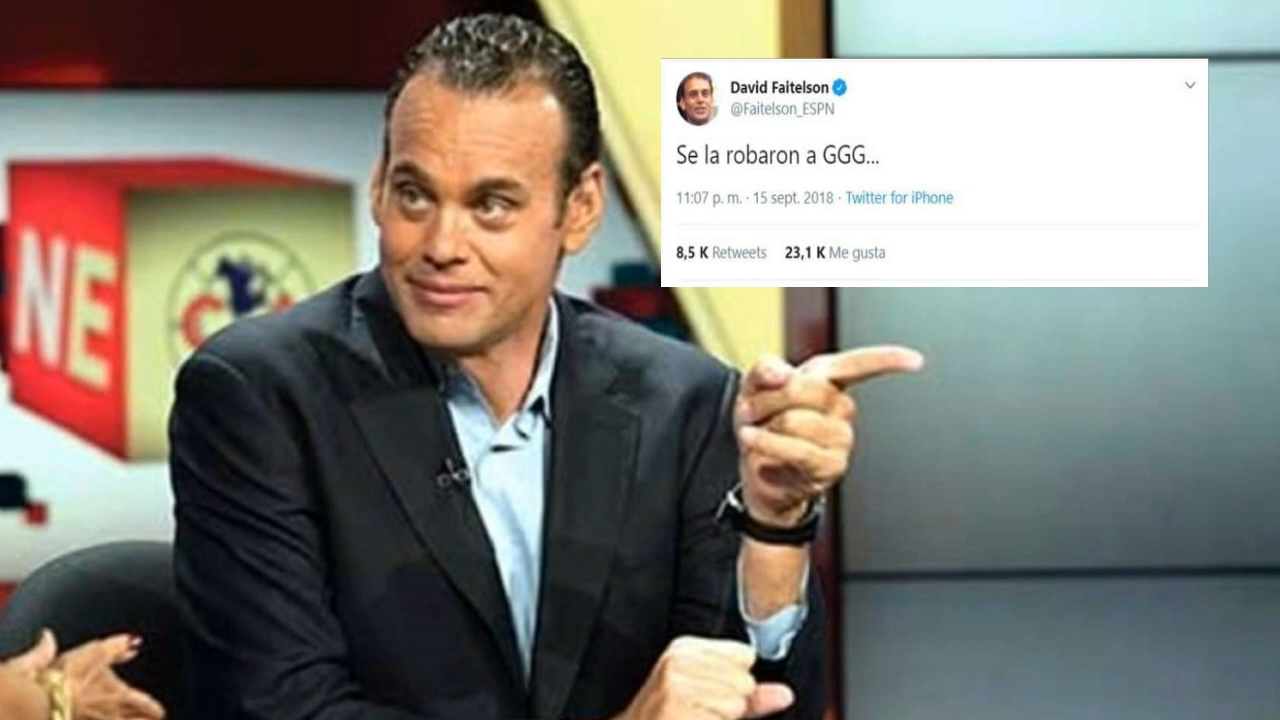 NE
David Faitelson
@Faitelson_ESPN
Se la robaron a GGG...
11:07 p. m. · 15 sept. 2018 · Twitter for iPhone
8,5 K Retweets 23,1 K Me gusta